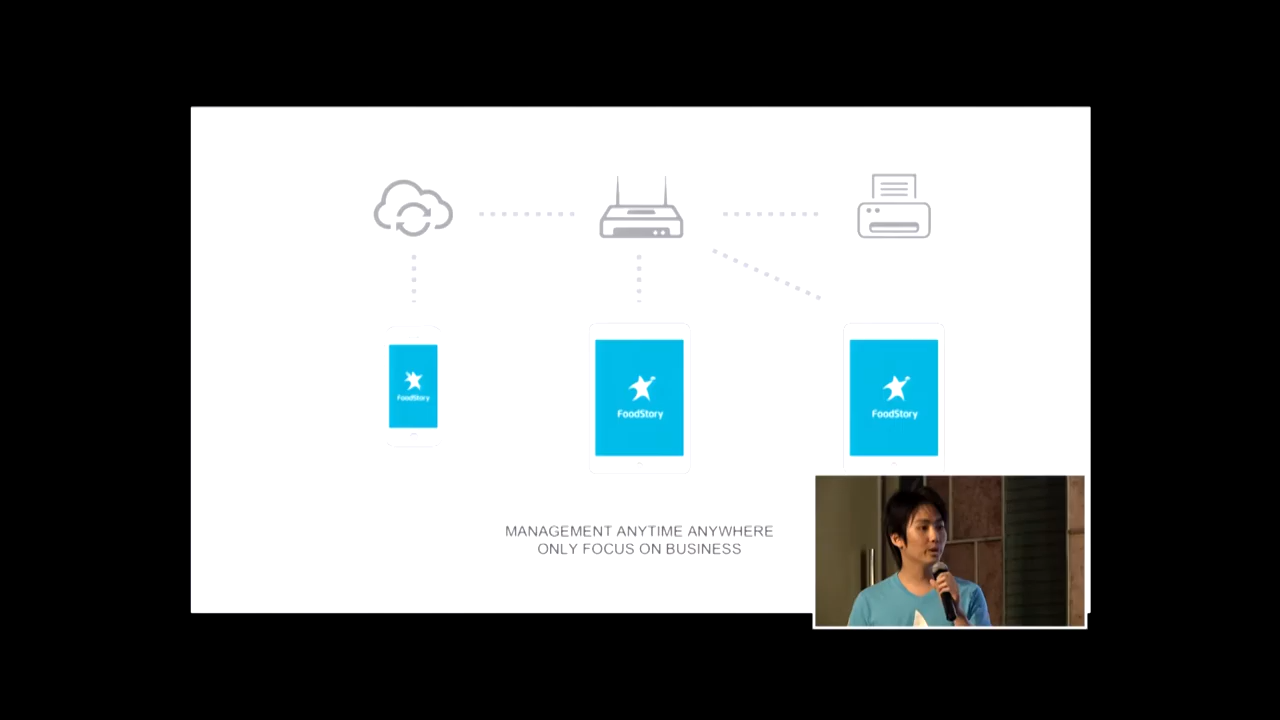 FoodStory
FoodStory
FoodStory
MANAGEMENT ANYTIME ANYWHERE
ONLY FOCUS ON BUSINESS